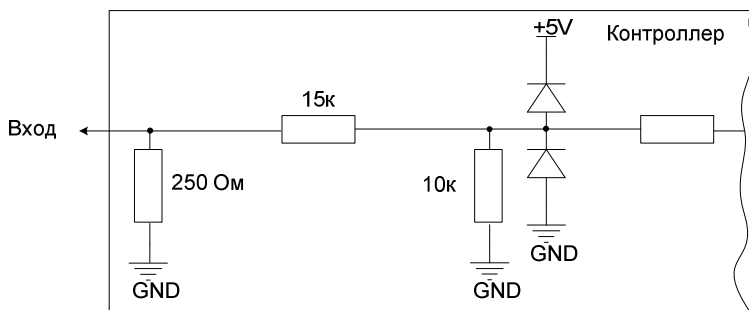 +5V
Контроллер
15к
Вход
250 Ом
10к
GND
GND
GND